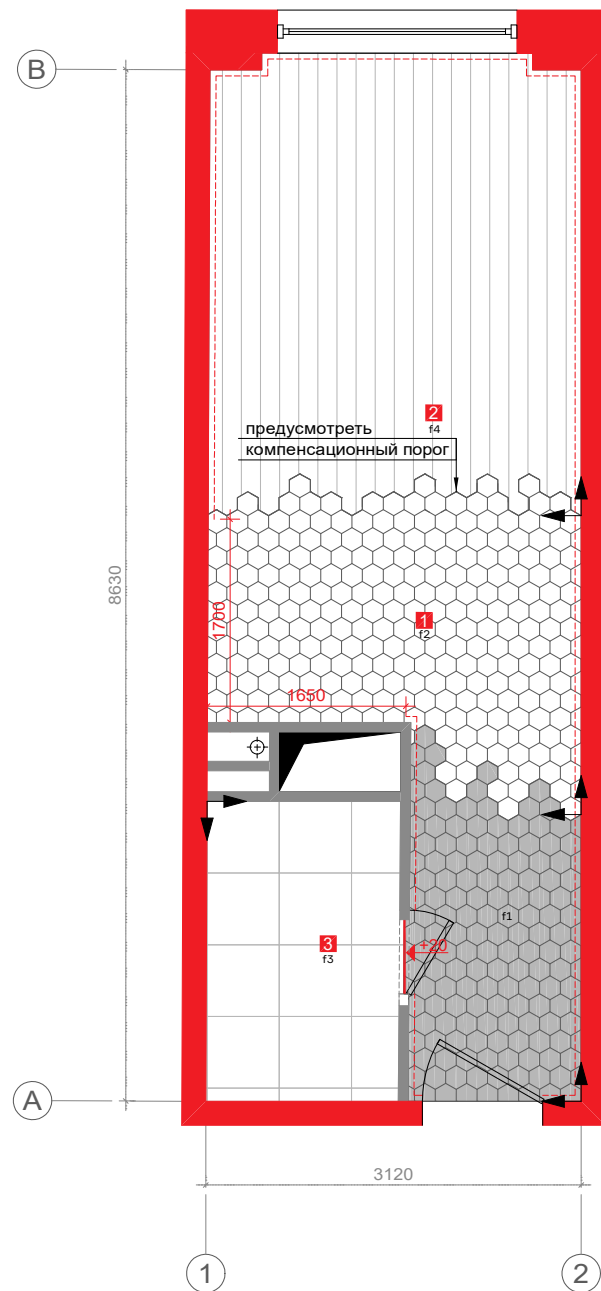 В
2
f4
предусмотреть
компенсационный порог
8630
1700
1
f2
1650
f1
3
f3
+20
А
3120
1
2